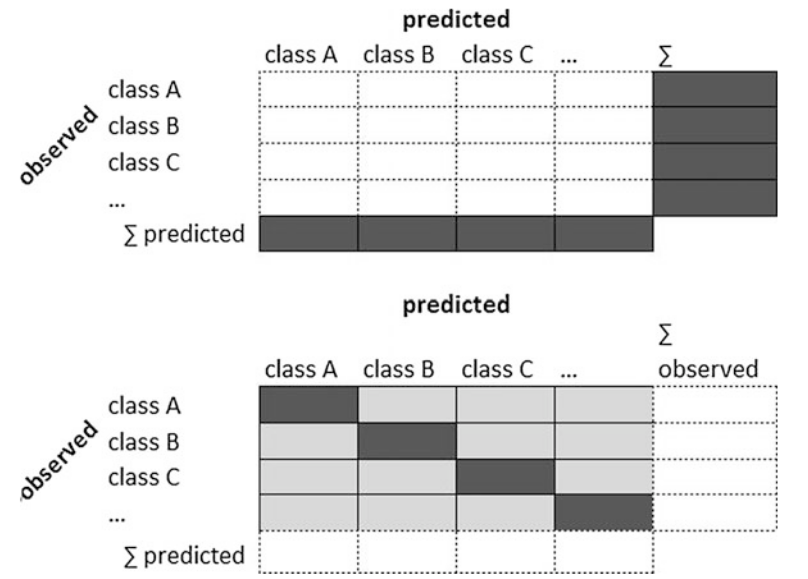 predicted
class A class B class C ... ∑
class A
class B
class C
...
observed
∑ predicted
predicted
∑
class A class B class C ... observed
class A
class B
class C
...
observed
∑ predicted